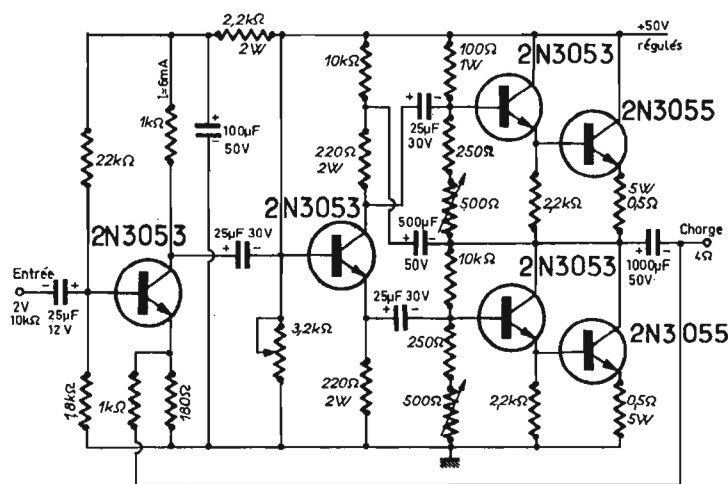 2,2kΩ
2W
+50V
régulés
I=6mA
1kΩ
22kΩ
100µF
50V
10kΩ
220Ω
2W
100Ω
1W
25µF
30V
250Ω
500Ω
2N3053
2N3055
5W
0,5Ω
2,2kΩ
2N3053
25µF 30V
2N3053
500µF
50V
Charge
4Ω
1000µF
50V
Entrée
2V
10kΩ
25µF
12V
10kΩ
2N3053
2N3055
25µF 30V
250Ω
3,2kΩ
1,8kΩ
1kΩ
180Ω
220Ω
2W
500Ω
2,2kΩ
0,5Ω
5W